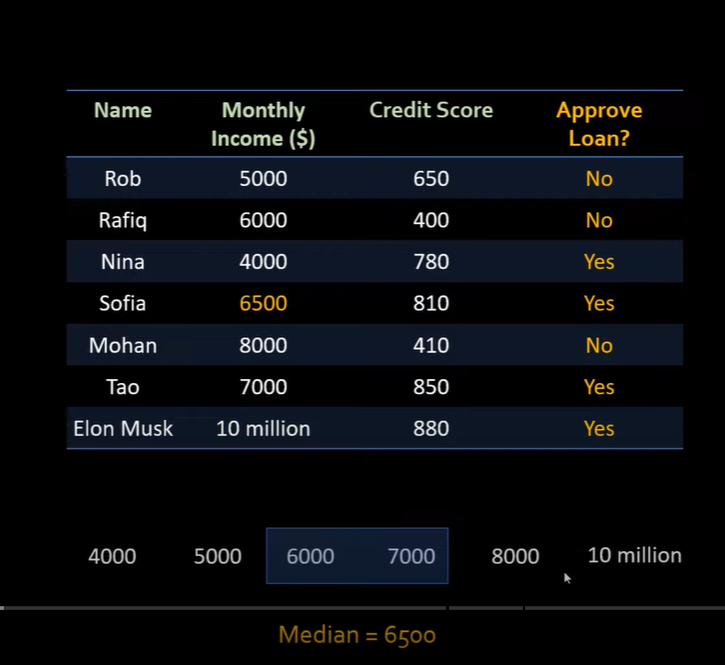 Name Monthly Income ($) Credit Score Approve Loan?
Rob 5000 650 No
Rafiq 6000 400 No
Nina 4000 780 Yes
Sofia 6500 810 Yes
Mohan 8000 410 No
Tao 7000 850 Yes
Elon Musk 10 million 880 Yes
4000 5000 6000 7000 8000 10 million
Median = 6500